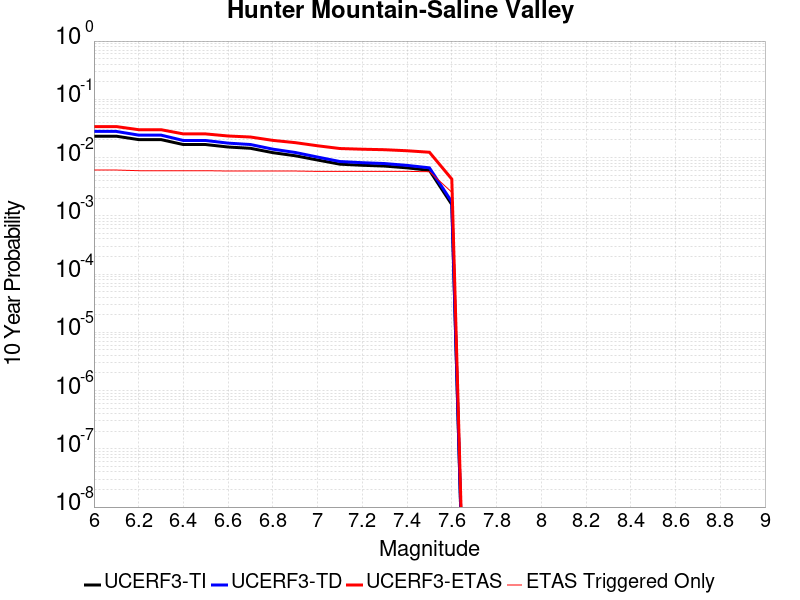 Hunter Mountain-Saline Valley
10 0
10 -1
10 -2
10 -3
10 -4
10 -5
10 -6
10 -7
10 -8
10 Year Probability
6 6.2 6.4 6.6 6.8 7 7.2 7.4 7.6 7.8 8 8.2 8.4 8.6 8.8 9
Magnitude
UCERF3-TI UCERF3-TD UCERF3-ETAS ETAS Triggered Only